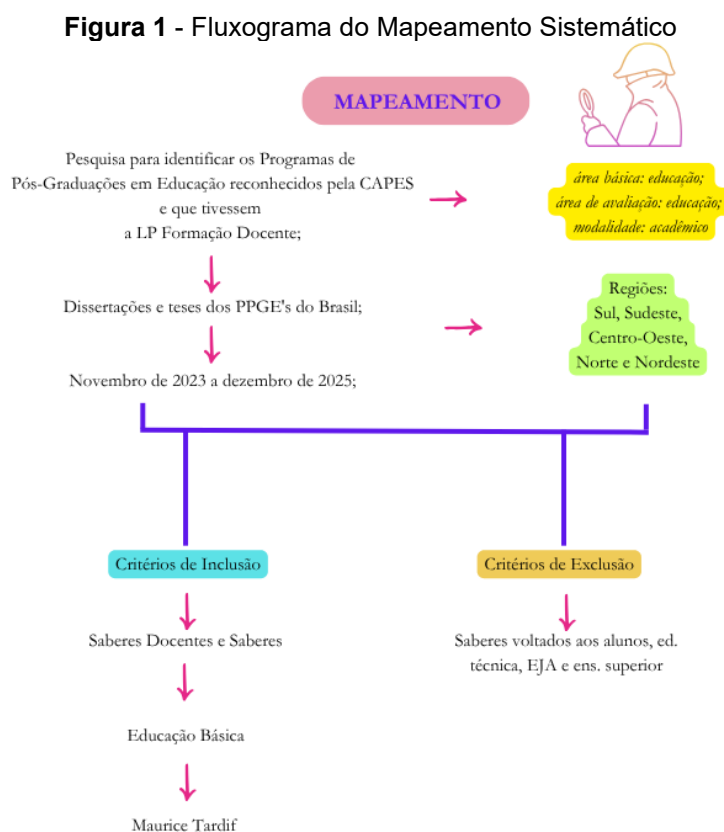 Figura 1 - Fluxograma do Mapeamento Sistemático
MAPEAMENTO
Pesquisa para identificar os Programas de
Pós-Graduações em Educação reconhecidos pela CAPES
e que tivessem
a LP Formação Docente;
área básica: educação;
área de avaliação: educação;
modalidade: acadêmico
Dissertações e teses dos PPGE's do Brasil;
Regiões:
Sul, Sudeste,
Centro-Oeste,
Norte e Nordeste
Novembro de 2023 a dezembro de 2025;
Critérios de Inclusão
Critérios de Exclusão
Saberes Docentes e Saberes
Saberes voltados aos alunos, ed.
técnica, EJA e ens. superior
Educação Básica
Maurice Tardif